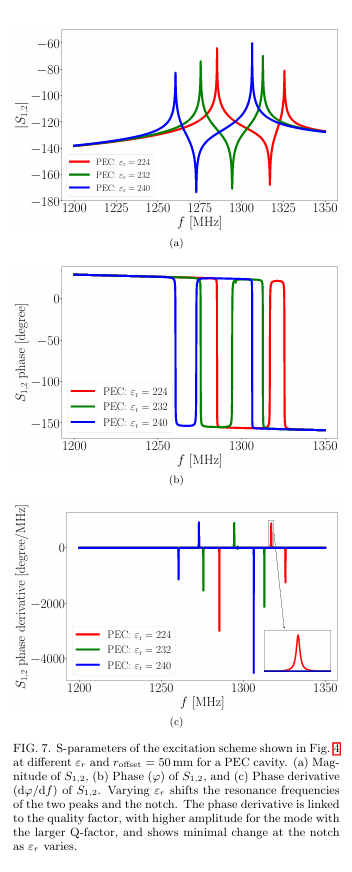 −60
−80
−100
−120
−140
−160
−180
|S1,2|
PEC: εr = 224
PEC: εr = 232
PEC: εr = 240
1200 1225 1250 1275 1300 1325 1350
f [MHz]
(a)
0
−50
−100
−150
S1,2 phase [degree]
PEC: εr = 224
PEC: εr = 232
PEC: εr = 240
1200 1250 1300 1350
f [MHz]
(b)
0
−2000
−4000
S1,2 phase derivative [degree/MHz]
PEC: εr = 224
PEC: εr = 232
PEC: εr = 240
1200 1250 1300 1350
f [MHz]
(c)
FIG. 7. S-parameters of the excitation scheme shown in Fig. 4
at different εr and roffset = 50 mm for a PEC cavity. (a) Mag-
nitude of S1,2, (b) Phase (φ) of S1,2, and (c) Phase derivative
(dφ/df) of S1,2. Varying εr shifts the resonance frequencies
of the two peaks and the notch. The phase derivative is linked
to the quality factor, with higher amplitude for the mode with
the larger Q-factor, and shows minimal change at the notch
as εr varies.